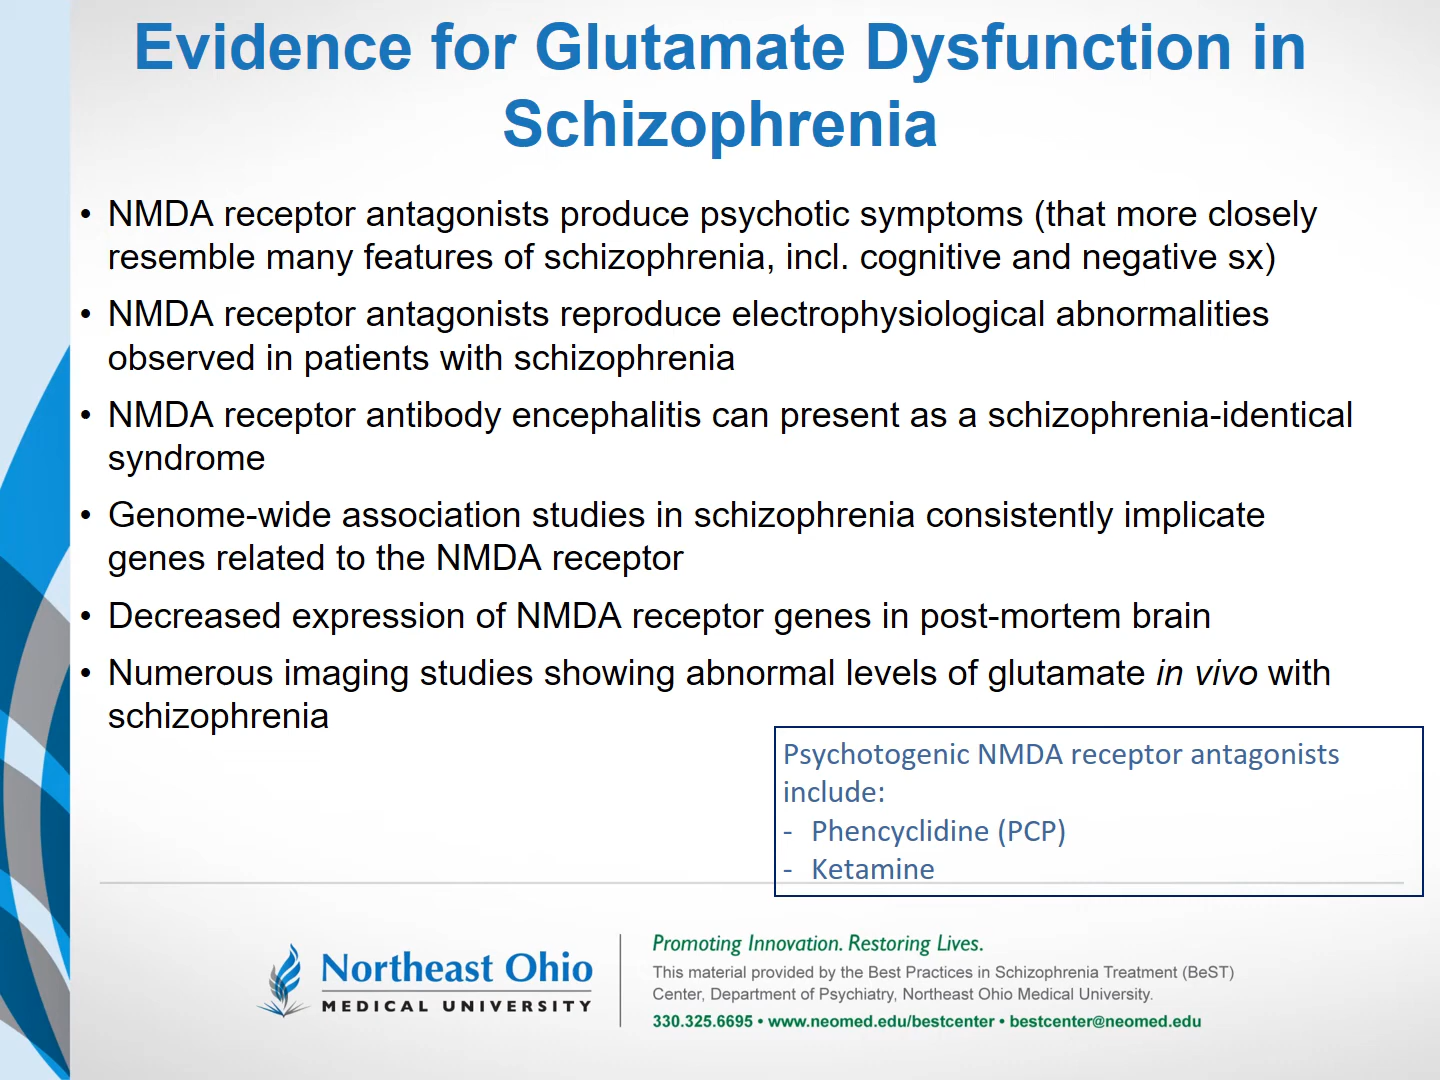 Evidence for Glutamate Dysfunction in
Schizophrenia
• NMDA receptor antagonists produce psychotic symptoms (that more closely
resemble many features of schizophrenia, incl. cognitive and negative sx)
• NMDA receptor antagonists reproduce electrophysiological abnormalities
observed in patients with schizophrenia
• NMDA receptor antibody encephalitis can present as a schizophrenia-identical
syndrome
• Genome-wide association studies in schizophrenia consistently implicate
genes related to the NMDA receptor
• Decreased expression of NMDA receptor genes in post-mortem brain
• Numerous imaging studies showing abnormal levels of glutamate in vivo with
schizophrenia
Psychotogenic NMDA receptor antagonists
include:
- Phencyclidine (PCP)
- Ketamine
Northeast Ohio
MEDICAL UNIVERSITY
Promoting Innovation. Restoring Lives.
This material provided by the Best Practices in Schizophrenia Treatment (BeST)
Center, Department of Psychiatry, Northeast Ohio Medical University.
330.325.6695 • www.neomed.edu/bestcenter • bestcenter@neomed.edu